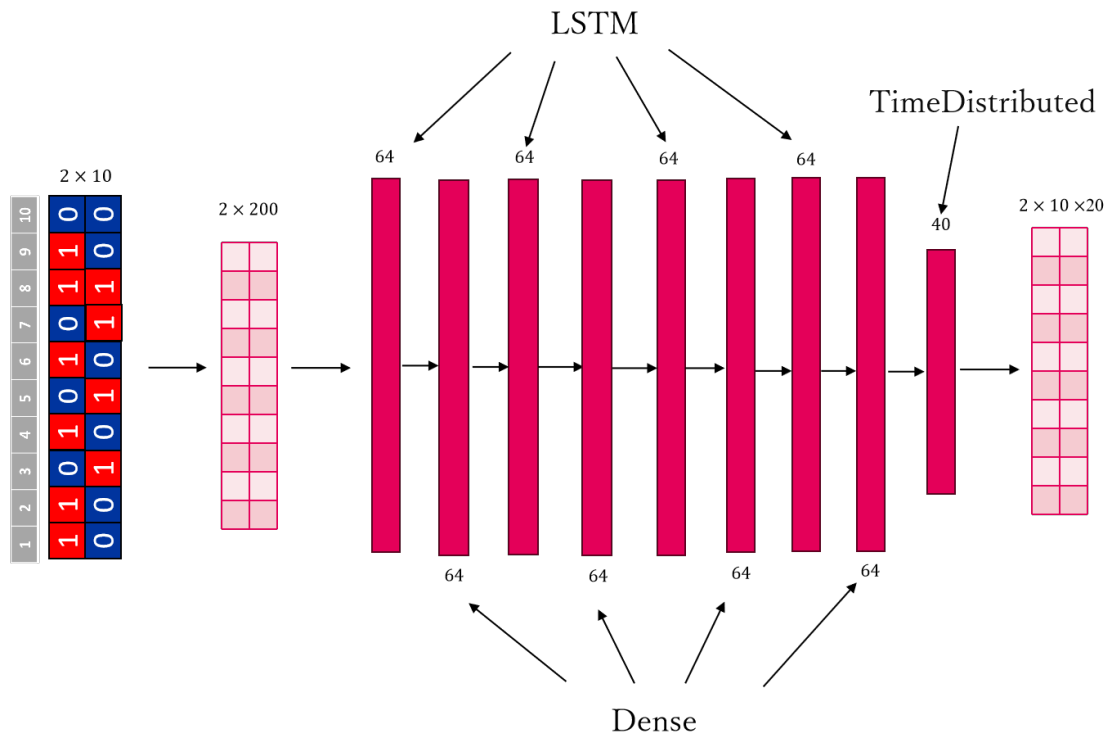 LSTM
TimeDistributed
64 64 64 64
2 × 10
2 × 200
40
2 × 10 ×20
10 0 0
9 1 0
8 1 1
7 0 1
6 1 0
5 0 1
4 1 0
3 0 1
2 1 0
1 1 0
64 64 64 64
Dense